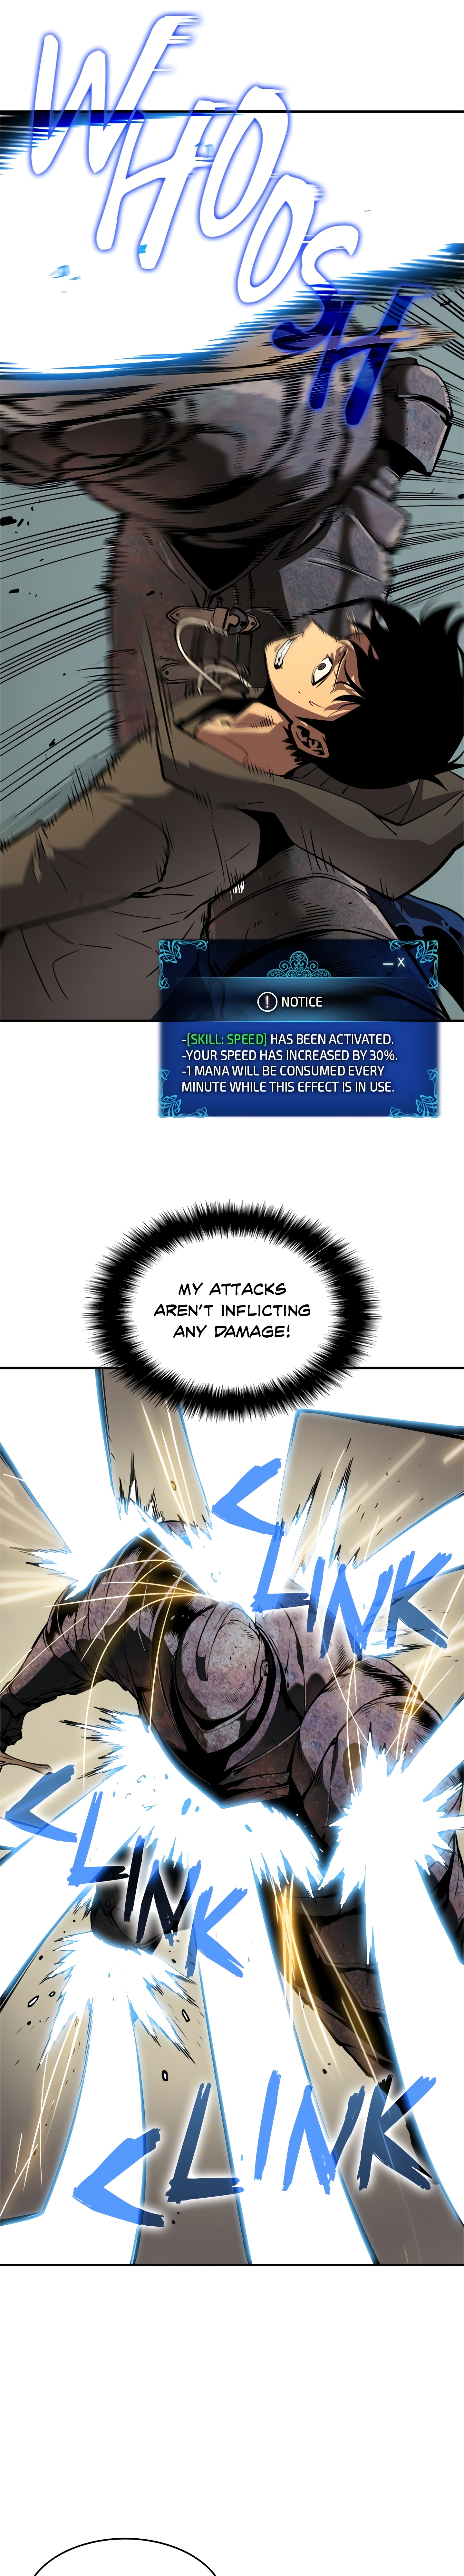 WHOOSH
— X
! NOTICE
-[SKILL: SPEED] HAS BEEN ACTIVATED.
-YOUR SPEED HAS INCREASED BY 30%.
-1 MANA WILL BE CONSUMED EVERY
MINUTE WHILE THIS EFFECT IS IN USE.
MY ATTACKS
AREN'T INFLICTING
ANY DAMAGE!
CLINK
CLINK
CLINK